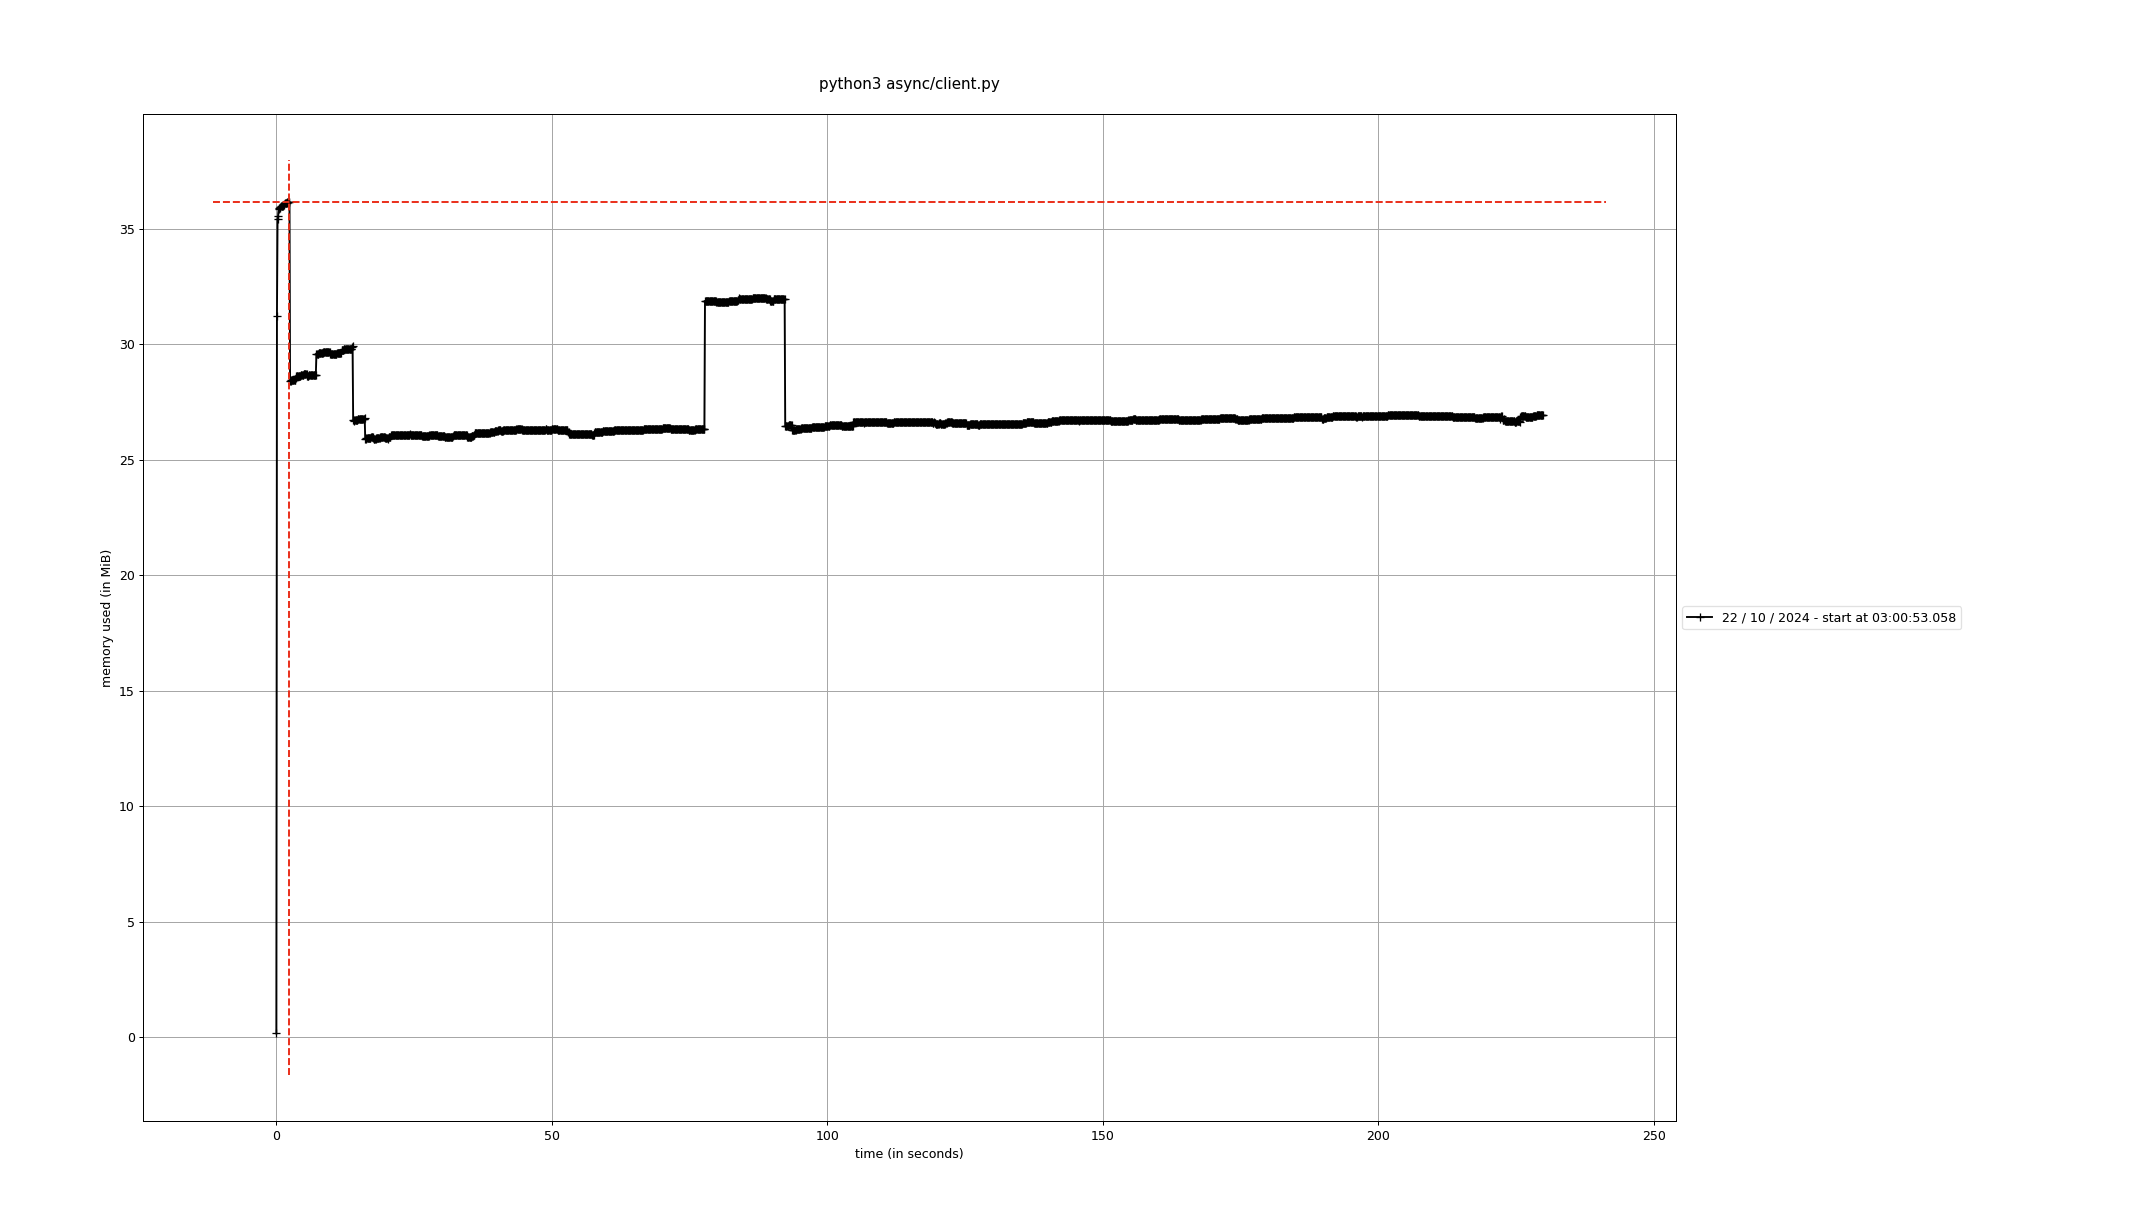 python3 async/client.py
35
30
25
20
15
10
5
0
memory used (in MiB)
0 50 100 150 200 250
time (in seconds)
22 / 10 / 2024 - start at 03:00:53.058